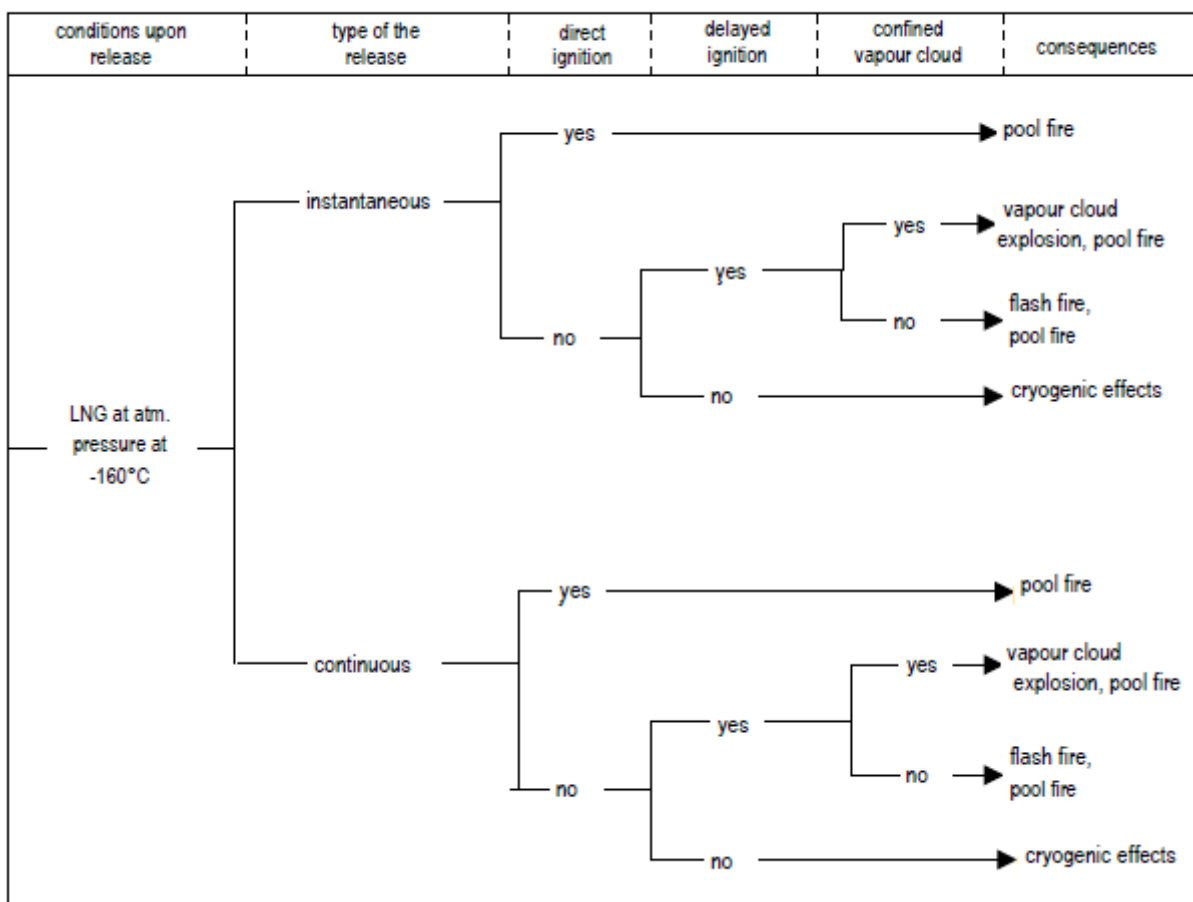 conditions upon
release
type of the
release
direct
ignition
delayed
ignition
confined
vapour cloud
consequences
yes
pool fire
instantaneous
yes
vapour cloud
explosion, pool fire
yes
no
flash fire,
pool fire
no
no
cryogenic effects
LNG at atm.
pressure at
-160°C
yes
pool fire
continuous
yes
vapour cloud
explosion, pool fire
yes
no
flash fire,
pool fire
no
no
cryogenic effects